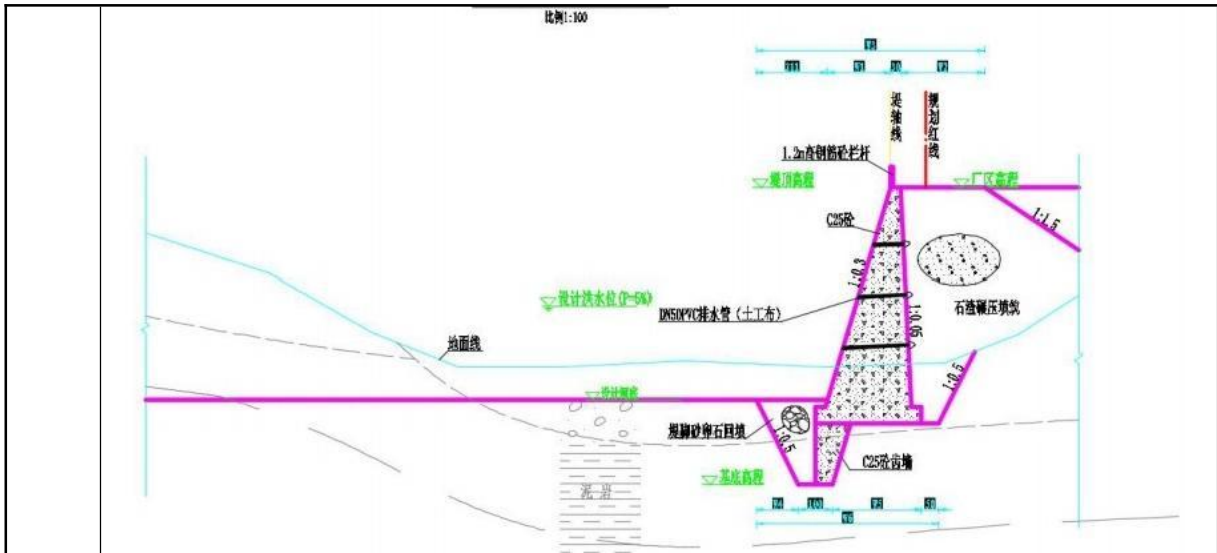 比例1:100
堤轴线
规划红线
1.2m高钢筋砼栏杆
堤顶高程
厂区高程
C25砼
1:1.5
1:0.3
设计洪水位(P=5%)
DN50PVC排水管(土工布)
石渣碾压填筑
1:0.05
地面线
1:0.5
设计河底
堤脚砂卵石回填
1:0.5
C25砼齿墙
基底高程
泥岩
100
50